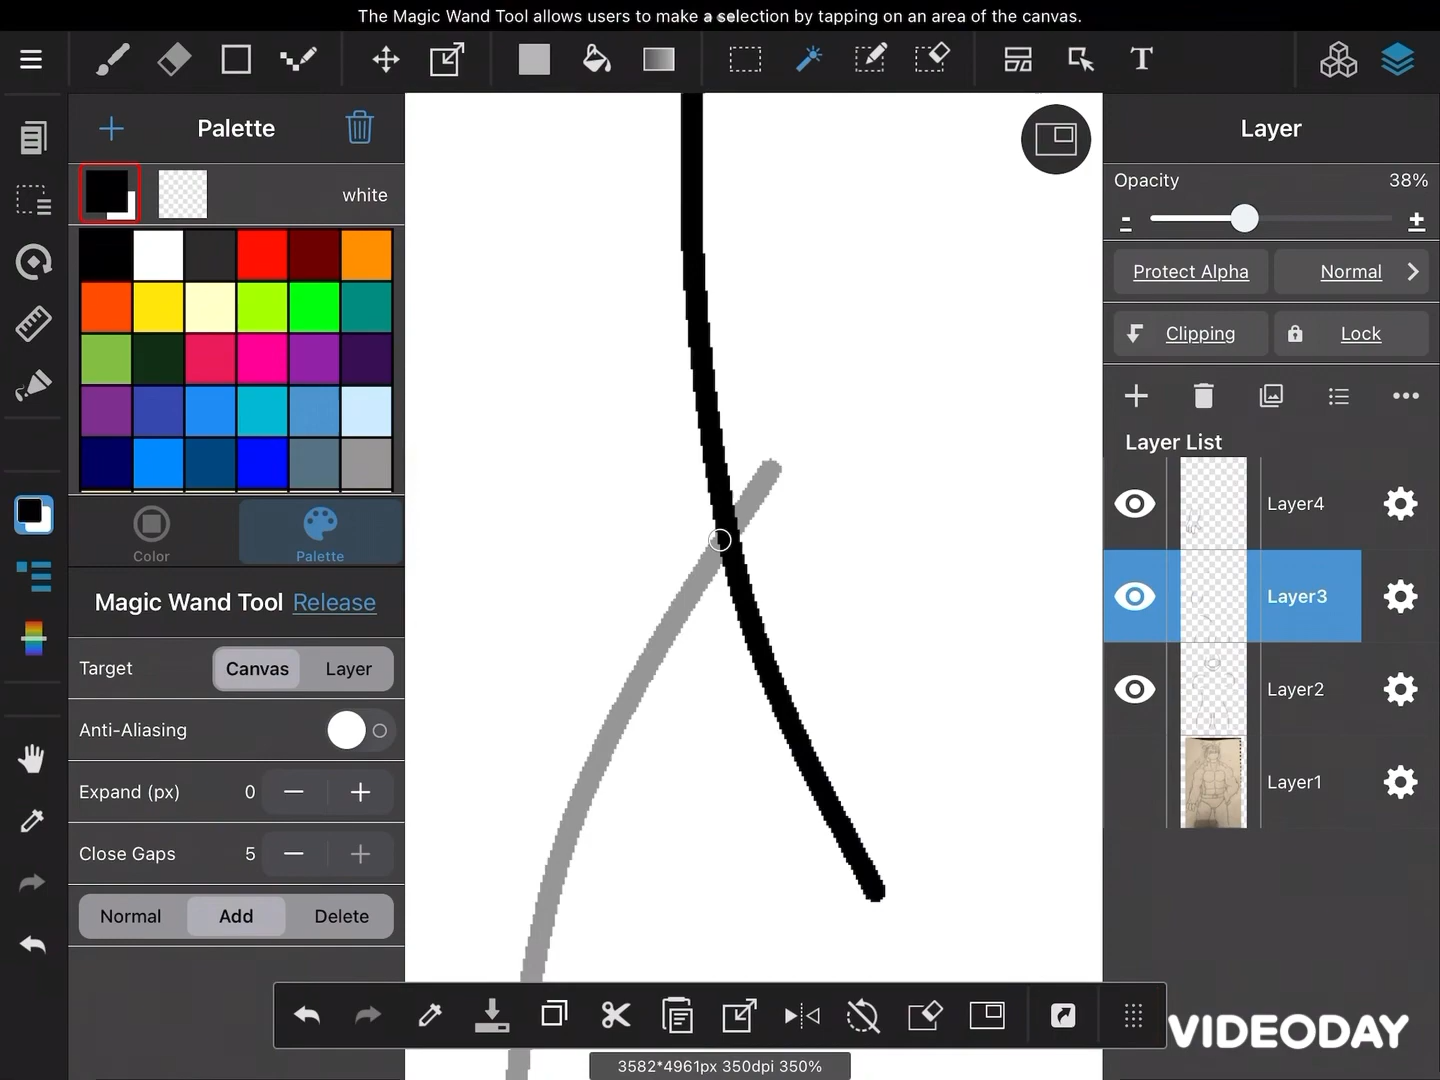 The Magic Wand Tool allows users to make a selection by tapping on an area of the canvas.
T
Palette
white
Color
Palette
Magic Wand Tool Release
Target Canvas Layer
Anti-Aliasing
Expand (px) 0 − +
Close Gaps 5 − +
Normal Add Delete
Layer
Opacity 38%
- +
Protect Alpha Normal
Clipping Lock
Layer List
Layer4
Layer3
Layer2
Layer1
VIDEODAY
3582*4961px 350dpi 350%